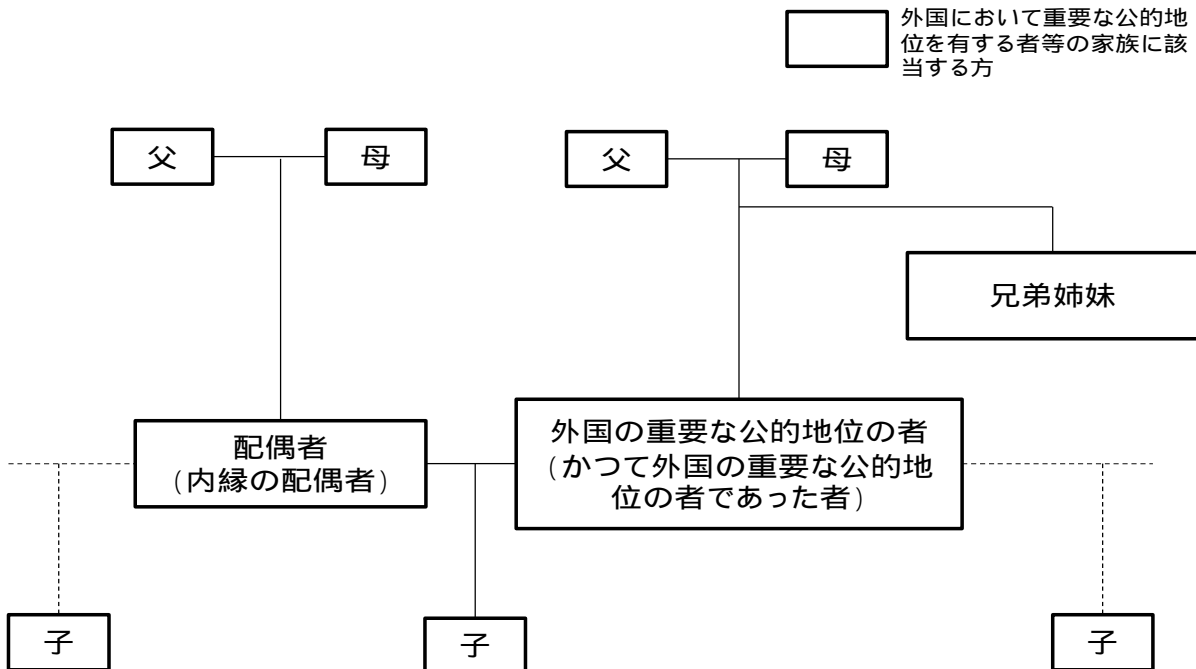 外国において重要な公的地
位を有する者等の家族に該
当する方
父
母
父
母
兄弟姉妹
配偶者
(内縁の配偶者)
外国の重要な公的地位の者
(かつて外国の重要な公的地
位の者であった者)
子
子
子